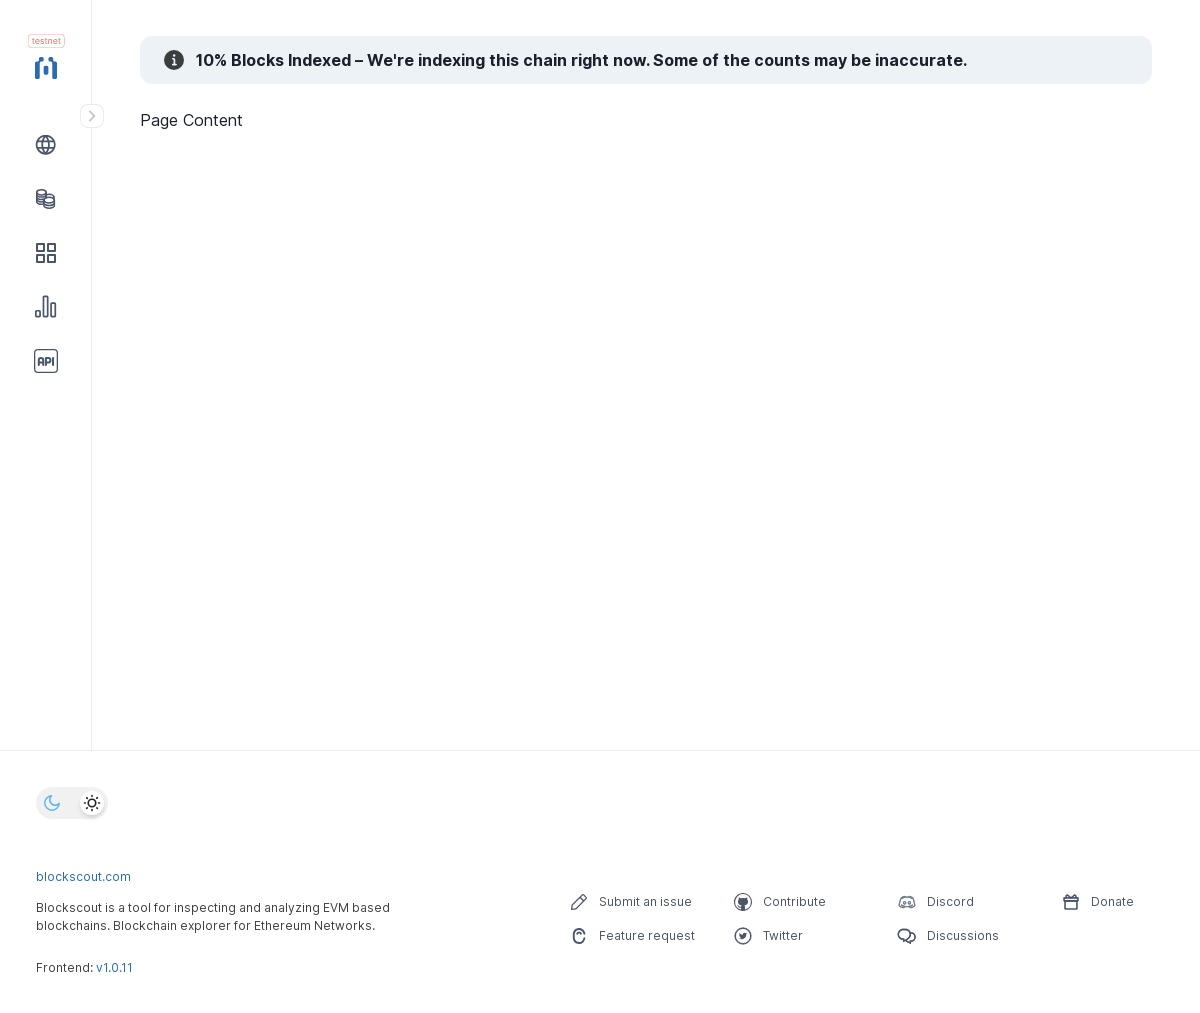 testnet
10% Blocks Indexed – We're indexing this chain right now. Some of the counts may be inaccurate.
Page Content
API
blockscout.com
Blockscout is a tool for inspecting and analyzing EVM based
blockchains. Blockchain explorer for Ethereum Networks.
Frontend: v1.0.11
Submit an issue
Contribute
Discord
Donate
Feature request
Twitter
Discussions